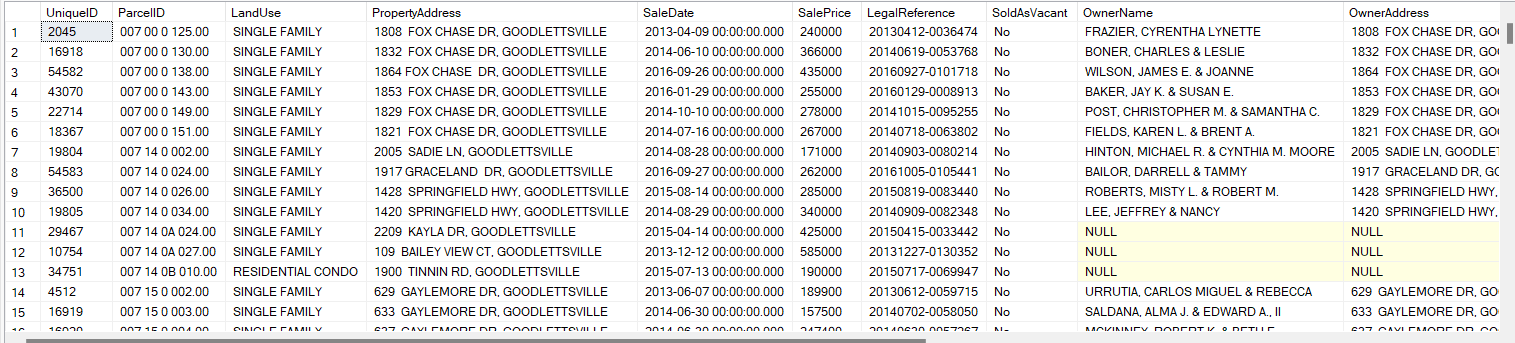 UniqueID ParcelID LandUse PropertyAddress SaleDate SalePrice LegalReference SoldAsVacant OwnerName OwnerAddress
1 2045 007 00 0 125.00 SINGLE FAMILY 1808 FOX CHASE DR, GOODLETTSVILLE 2013-04-09 00:00:00.000 240000 20130412-0036474 No FRAZIER, CYRENTHA LYNETTE 1808 FOX CHASE DR, GOO
2 16918 007 00 0 130.00 SINGLE FAMILY 1832 FOX CHASE DR, GOODLETTSVILLE 2014-06-10 00:00:00.000 366000 20140619-0053768 No BONER, CHARLES & LESLIE 1832 FOX CHASE DR, GOO
3 54582 007 00 0 138.00 SINGLE FAMILY 1864 FOX CHASE DR, GOODLETTSVILLE 2016-09-26 00:00:00.000 435000 20160927-0101718 No WILSON, JAMES E. & JOANNE 1864 FOX CHASE DR, GOO
4 43070 007 00 0 143.00 SINGLE FAMILY 1853 FOX CHASE DR, GOODLETTSVILLE 2016-01-29 00:00:00.000 255000 20160129-0008913 No BAKER, JAY K. & SUSAN E. 1853 FOX CHASE DR, GOO
5 22714 007 00 0 149.00 SINGLE FAMILY 1829 FOX CHASE DR, GOODLETTSVILLE 2014-10-10 00:00:00.000 278000 20141015-0095255 No POST, CHRISTOPHER M. & SAMANTHA C. 1829 FOX CHASE DR, GOO
6 18367 007 00 0 151.00 SINGLE FAMILY 1821 FOX CHASE DR, GOODLETTSVILLE 2014-07-16 00:00:00.000 267000 20140718-0063802 No FIELDS, KAREN L. & BRENT A. 1821 FOX CHASE DR, GOO
7 19804 007 14 0 002.00 SINGLE FAMILY 2005 SADIE LN, GOODLETTSVILLE 2014-08-28 00:00:00.000 171000 20140903-0080214 No HINTON, MICHAEL R. & CYNTHIA M. MOORE 2005 SADIE LN, GOODLET
8 54583 007 14 0 024.00 SINGLE FAMILY 1917 GRACELAND DR, GOODLETTSVILLE 2016-09-27 00:00:00.000 262000 20161005-0105441 No BAILOR, DARRELL & TAMMY 1917 GRACELAND DR, GO
9 36500 007 14 0 026.00 SINGLE FAMILY 1428 SPRINGFIELD HWY, GOODLETTSVILLE 2015-08-14 00:00:00.000 285000 20150819-0083440 No ROBERTS, MISTY L. & ROBERT M. 1428 SPRINGFIELD HWY,
10 19805 007 14 0 034.00 SINGLE FAMILY 1420 SPRINGFIELD HWY, GOODLETTSVILLE 2014-08-29 00:00:00.000 340000 20140909-0082348 No LEE, JEFFREY & NANCY 1420 SPRINGFIELD HWY,
11 29467 007 14 0A 024.00 SINGLE FAMILY 2209 KAYLA DR, GOODLETTSVILLE 2015-04-14 00:00:00.000 425000 20150415-0033442 No NULL NULL
12 10754 007 14 0A 027.00 SINGLE FAMILY 109 BAILEY VIEW CT, GOODLETTSVILLE 2013-12-12 00:00:00.000 585000 20131227-0130352 No NULL NULL
13 34751 007 14 0B 010.00 RESIDENTIAL CONDO 1900 TINNIN RD, GOODLETTSVILLE 2015-07-13 00:00:00.000 190000 20150717-0069947 No NULL NULL
14 4512 007 15 0 002.00 SINGLE FAMILY 629 GAYLEMORE DR, GOODLETTSVILLE 2013-06-07 00:00:00.000 189900 20130612-0059715 No URRUTIA, CARLOS MIGUEL & REBECCA 629 GAYLEMORE DR, GO
15 16919 007 15 0 003.00 SINGLE FAMILY 633 GAYLEMORE DR, GOODLETTSVILLE 2014-06-30 00:00:00.000 157500 20140702-0058050 No SALDANA, ALMA J. & EDWARD A., II 633 GAYLEMORE DR, GO